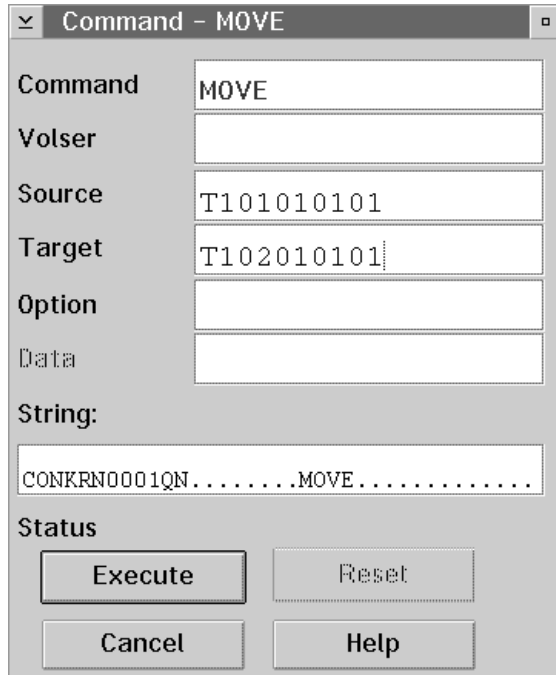 Command - MOVE
Command MOVE
Volser
Source T101010101
Target T102010101
Option
Data
String:
CONKRN0001QN........MOVE.............
Status
Execute Reset
Cancel Help